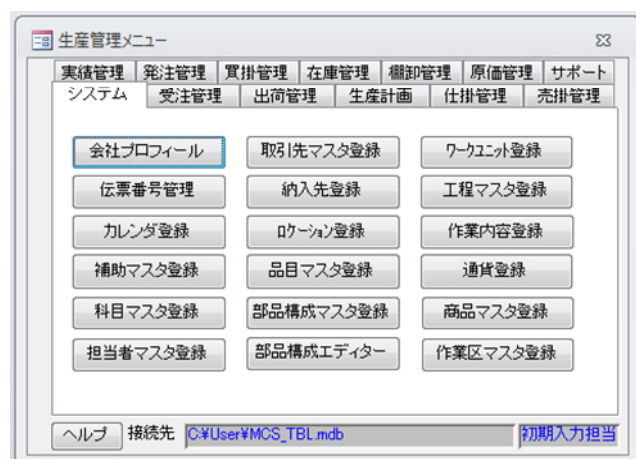 生産管理メニュー
実績管理 発注管理 買掛管理 在庫管理 棚卸管理 原価管理 サポート
システム 受注管理 出荷管理 生産計画 仕掛管理 売掛管理
会社プロフィール 取引先マスタ登録 ワークユニット登録
伝票番号管理 納入先登録 工程マスタ登録
カレンダ登録 ロケーション登録 作業内容登録
補助マスタ登録 品目マスタ登録 通貨登録
科目マスタ登録 部品構成マスタ登録 商品マスタ登録
担当者マスタ登録 部品構成エディター 作業区マスタ登録
ヘルプ 接続先 C:¥User¥MCS_TBL.mdb 初期入力担当